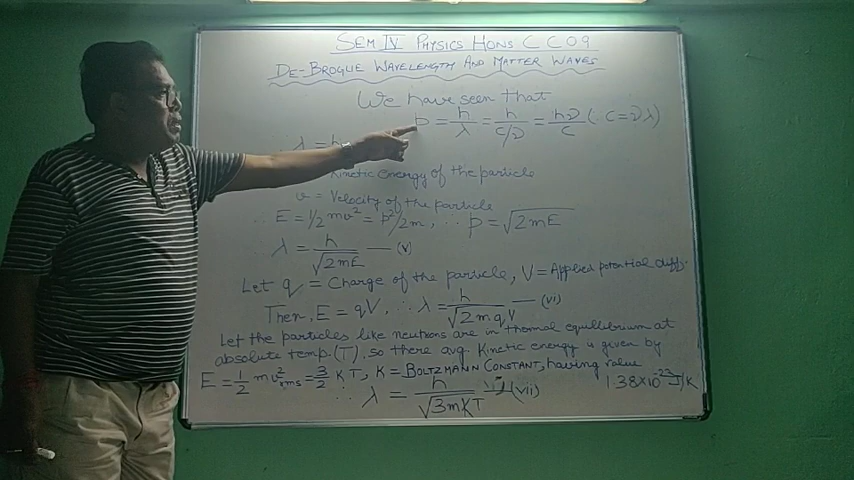 SEM IV PHYSICS HONS C C 09
DE-BROGLIE WAVELENGTH AND MATTER WAVES
We have seen that
p = h/λ = h/(c/ν) = hν/c (∵ c = νλ)
λ = h
Kinetic energy of the particle
v = Velocity of the particle
∴ E = 1/2 mv² = p²/2m, ∴ p = √2mE
∴ λ = h/√2mE — (v)
Let q = Charge of the particle, V = Applied potential diff.
Then, E = qV, ∴ λ = h/√2mqV — (vi)
Let the particles like neutrons are in thermal equilibrium at
absolute temp. (T), so there avg. Kinetic energy is given by
E = 1/2 mv²rms = 3/2 KT, K = BOLTZMANN CONSTANT, having value
1.38×10⁻²³ J/K
∴ λ = h/√3mKT — (vii)